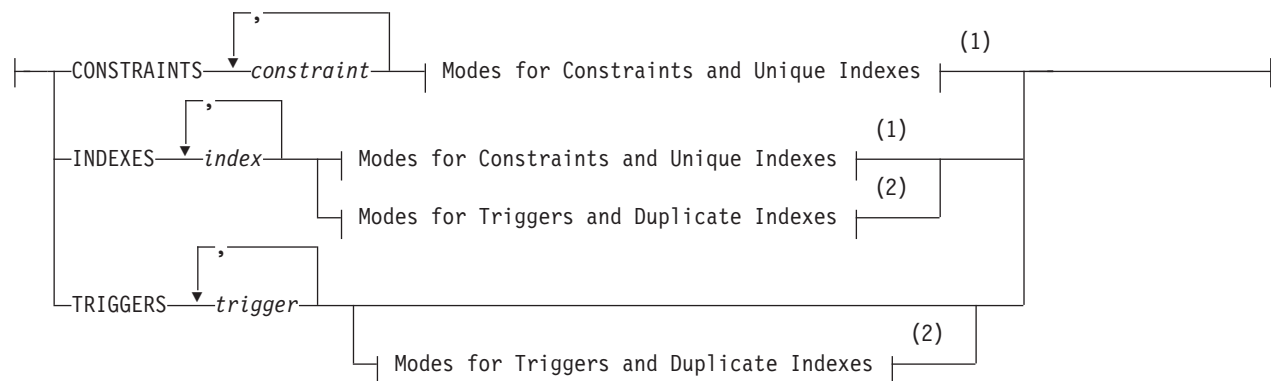 ,
(1)
CONSTRAINTS constraint Modes for Constraints and Unique Indexes
,
(1)
INDEXES index Modes for Constraints and Unique Indexes
(2)
Modes for Triggers and Duplicate Indexes
,
TRIGGERS trigger
(2)
Modes for Triggers and Duplicate Indexes